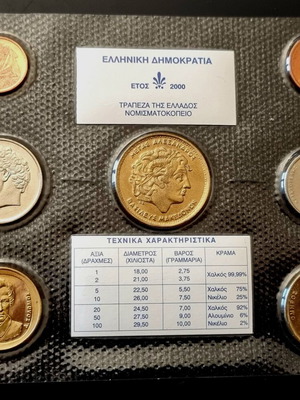 ΕΛΛΗΝΙΚΗ ΔΗΜΟΚΡΑΤΙΑ
ΕΤΟΣ 2000
ΤΡΑΠΕΖΑ ΤΗΣ ΕΛΛΑΔΟΣ
ΝΟΜΙΣΜΑΤΟΚΟΠΕΙΟ
ΜΕΓΑΣ ΑΛΕΞΑΝΔΡΟΣ
ΒΑΣΙΛΕΥΣ ΜΑΚΕΔΟΝΩΝ
ΤΕΧΝΙΚΑ ΧΑΡΑΚΤΗΡΙΣΤΙΚΑ
ΑΞΙΑ ΔΙΑΜΕΤΡΟΣ ΒΑΡΟΣ ΚΡΑΜΑ
(ΔΡΑΧΜΕΣ) (ΧΙΛΙΟΣΤΑ) (ΓΡΑΜΜΑΡΙΑ)
1 18,00 2,75 Χαλκός 99,99%
2 21,00 3,75
5 22,50 5,50 Χαλκός 75%
10 26,00 7,50 Νικέλιο 25%
20 24,50 7,00 Χαλκός 92%
50 27,50 9,00 Αλουμίνιο 6%
100 29,50 10,00 Νικέλιο 2%